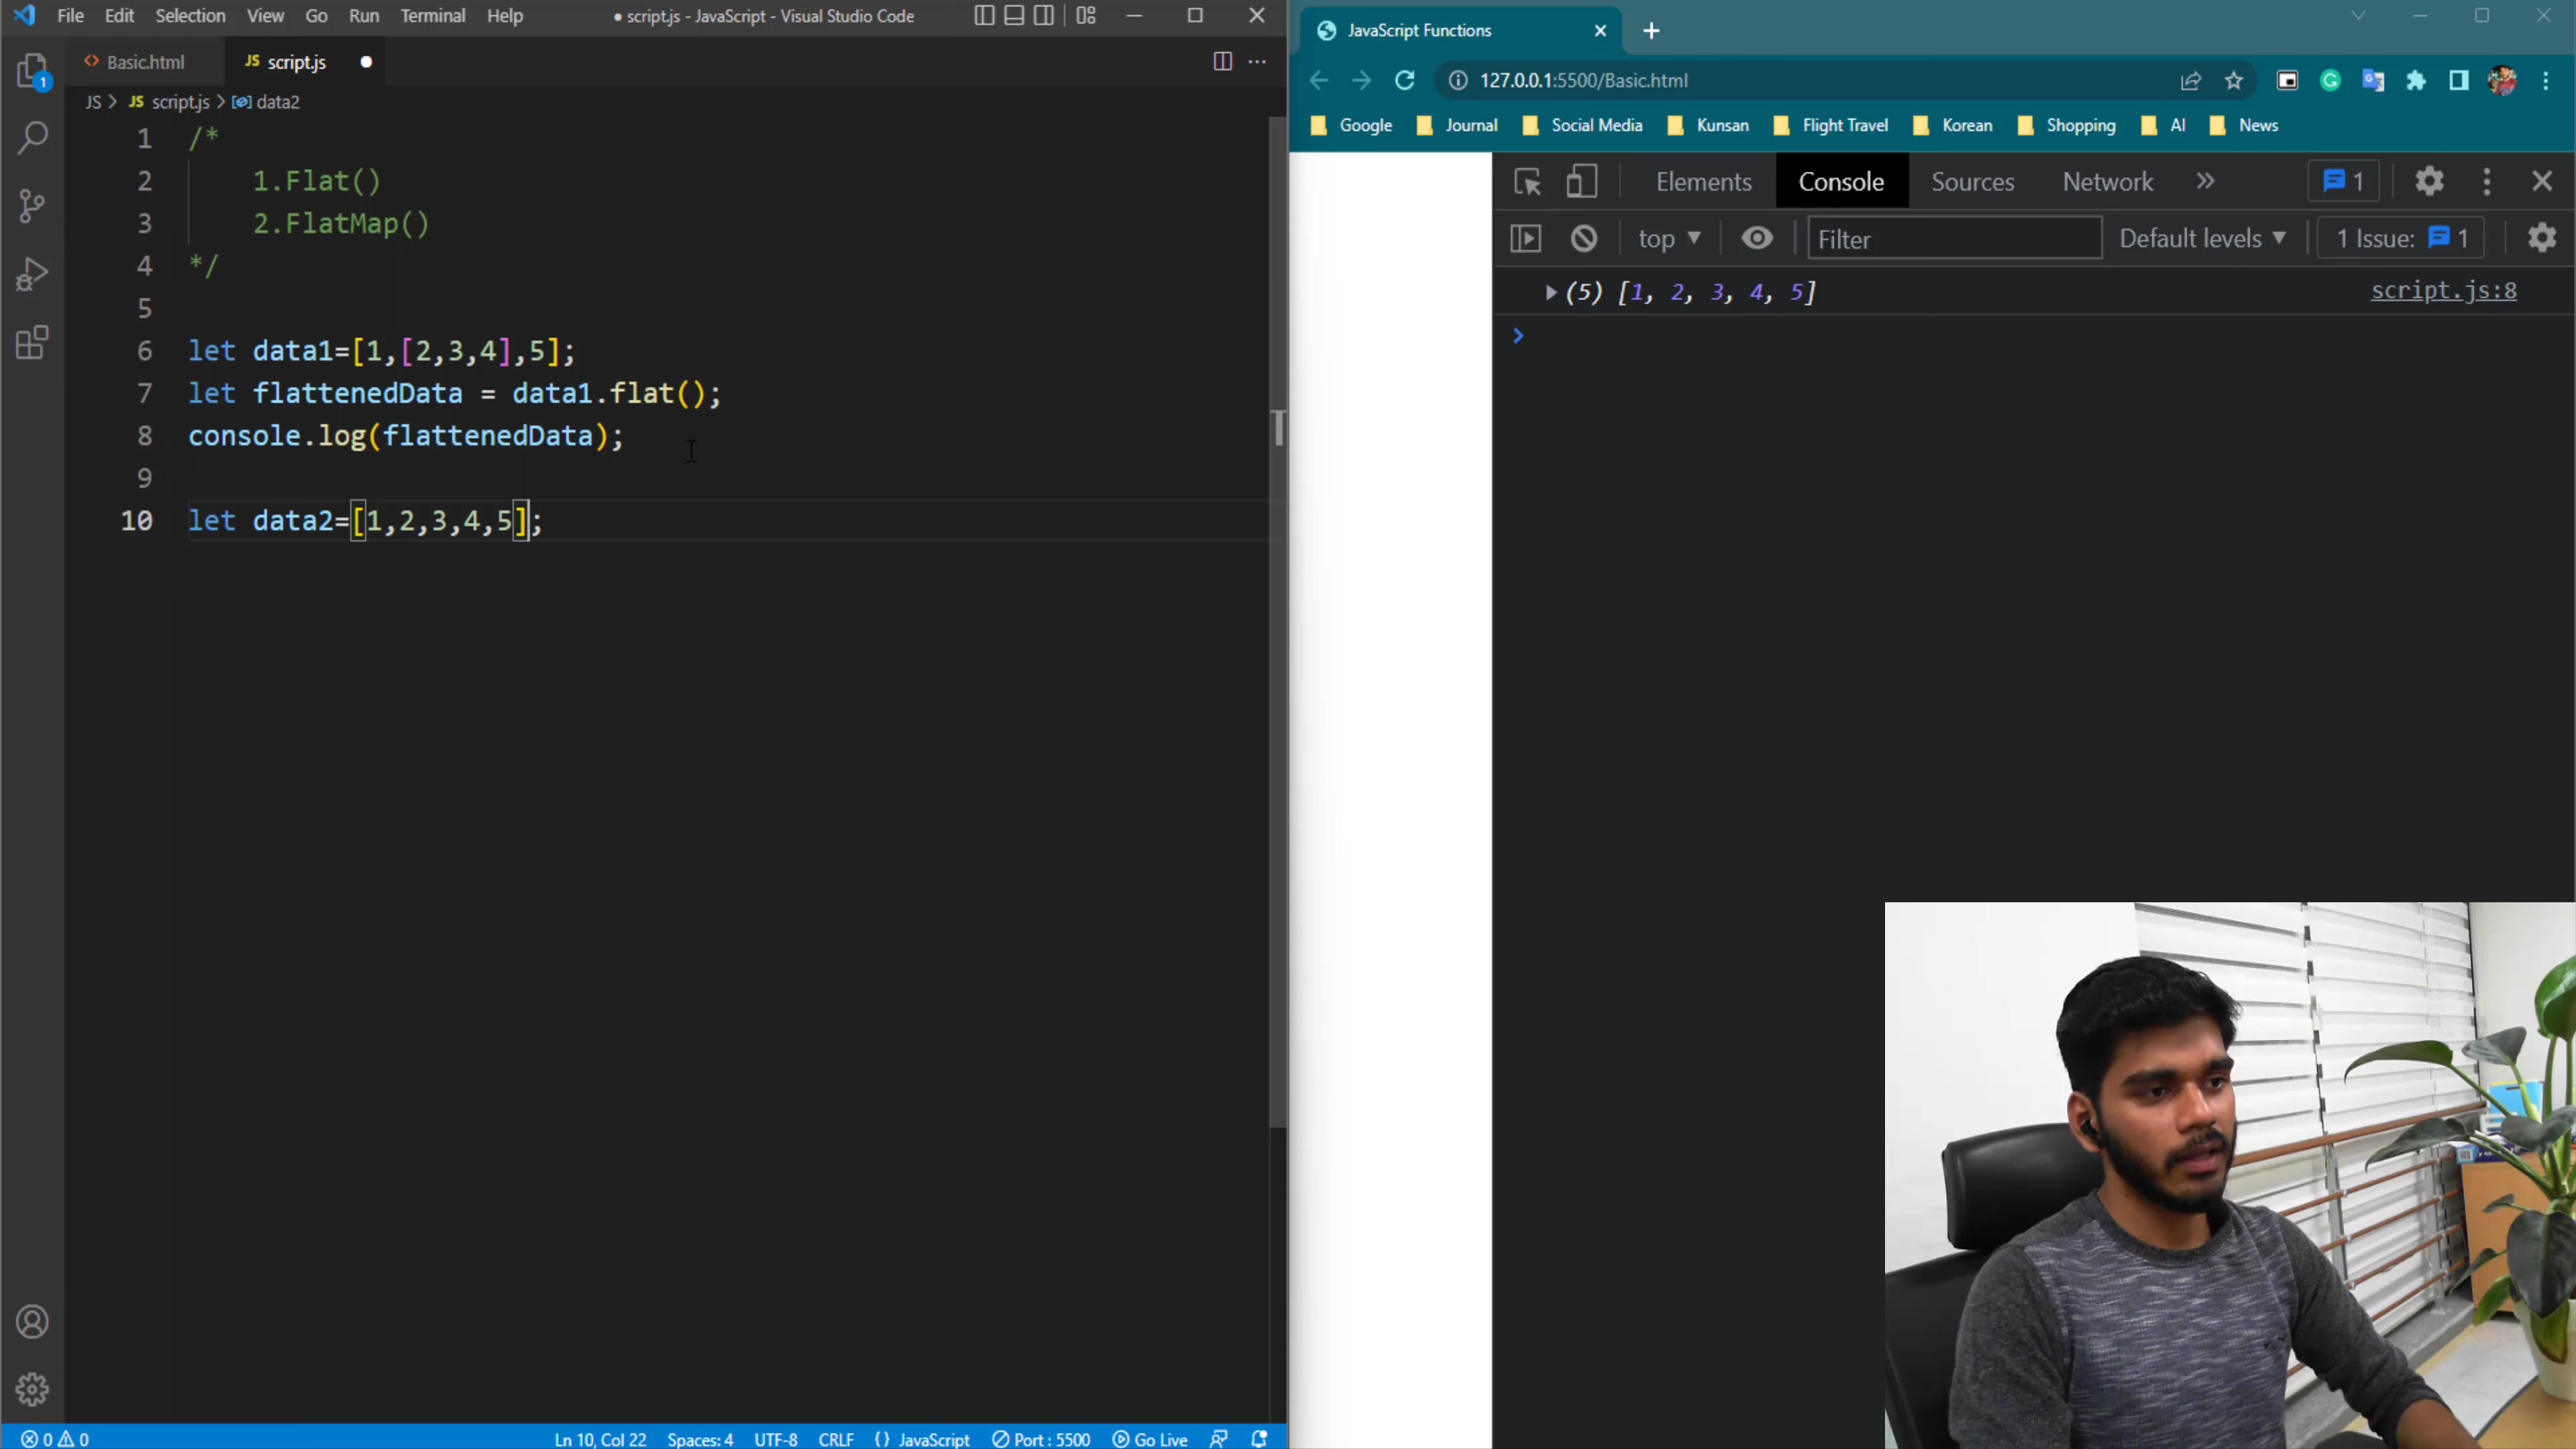 File Edit Selection View Go Run Terminal Help
● script.js - JavaScript - Visual Studio Code
1
Basic.html
JS script.js
JS > JS script.js > data2
1 /*
2 1.Flat()
3 2.FlatMap()
4 */
5
6 let data1=[1,[2,3,4],5];
7 let flattenedData = data1.flat();
8 console.log(flattenedData);
9
10 let data2=[1,2,3,4,5];
0 0
Ln 10, Col 22 Spaces: 4 UTF-8 CRLF {} JavaScript Port : 5500 Go Live
JavaScript Functions
127.0.0.1:5500/Basic.html
Google Journal Social Media Kunsan Flight Travel Korean Shopping AI News
Elements Console Sources Network » 1
top Filter Default levels 1 Issue: 1
(5) [1, 2, 3, 4, 5] script.js:8